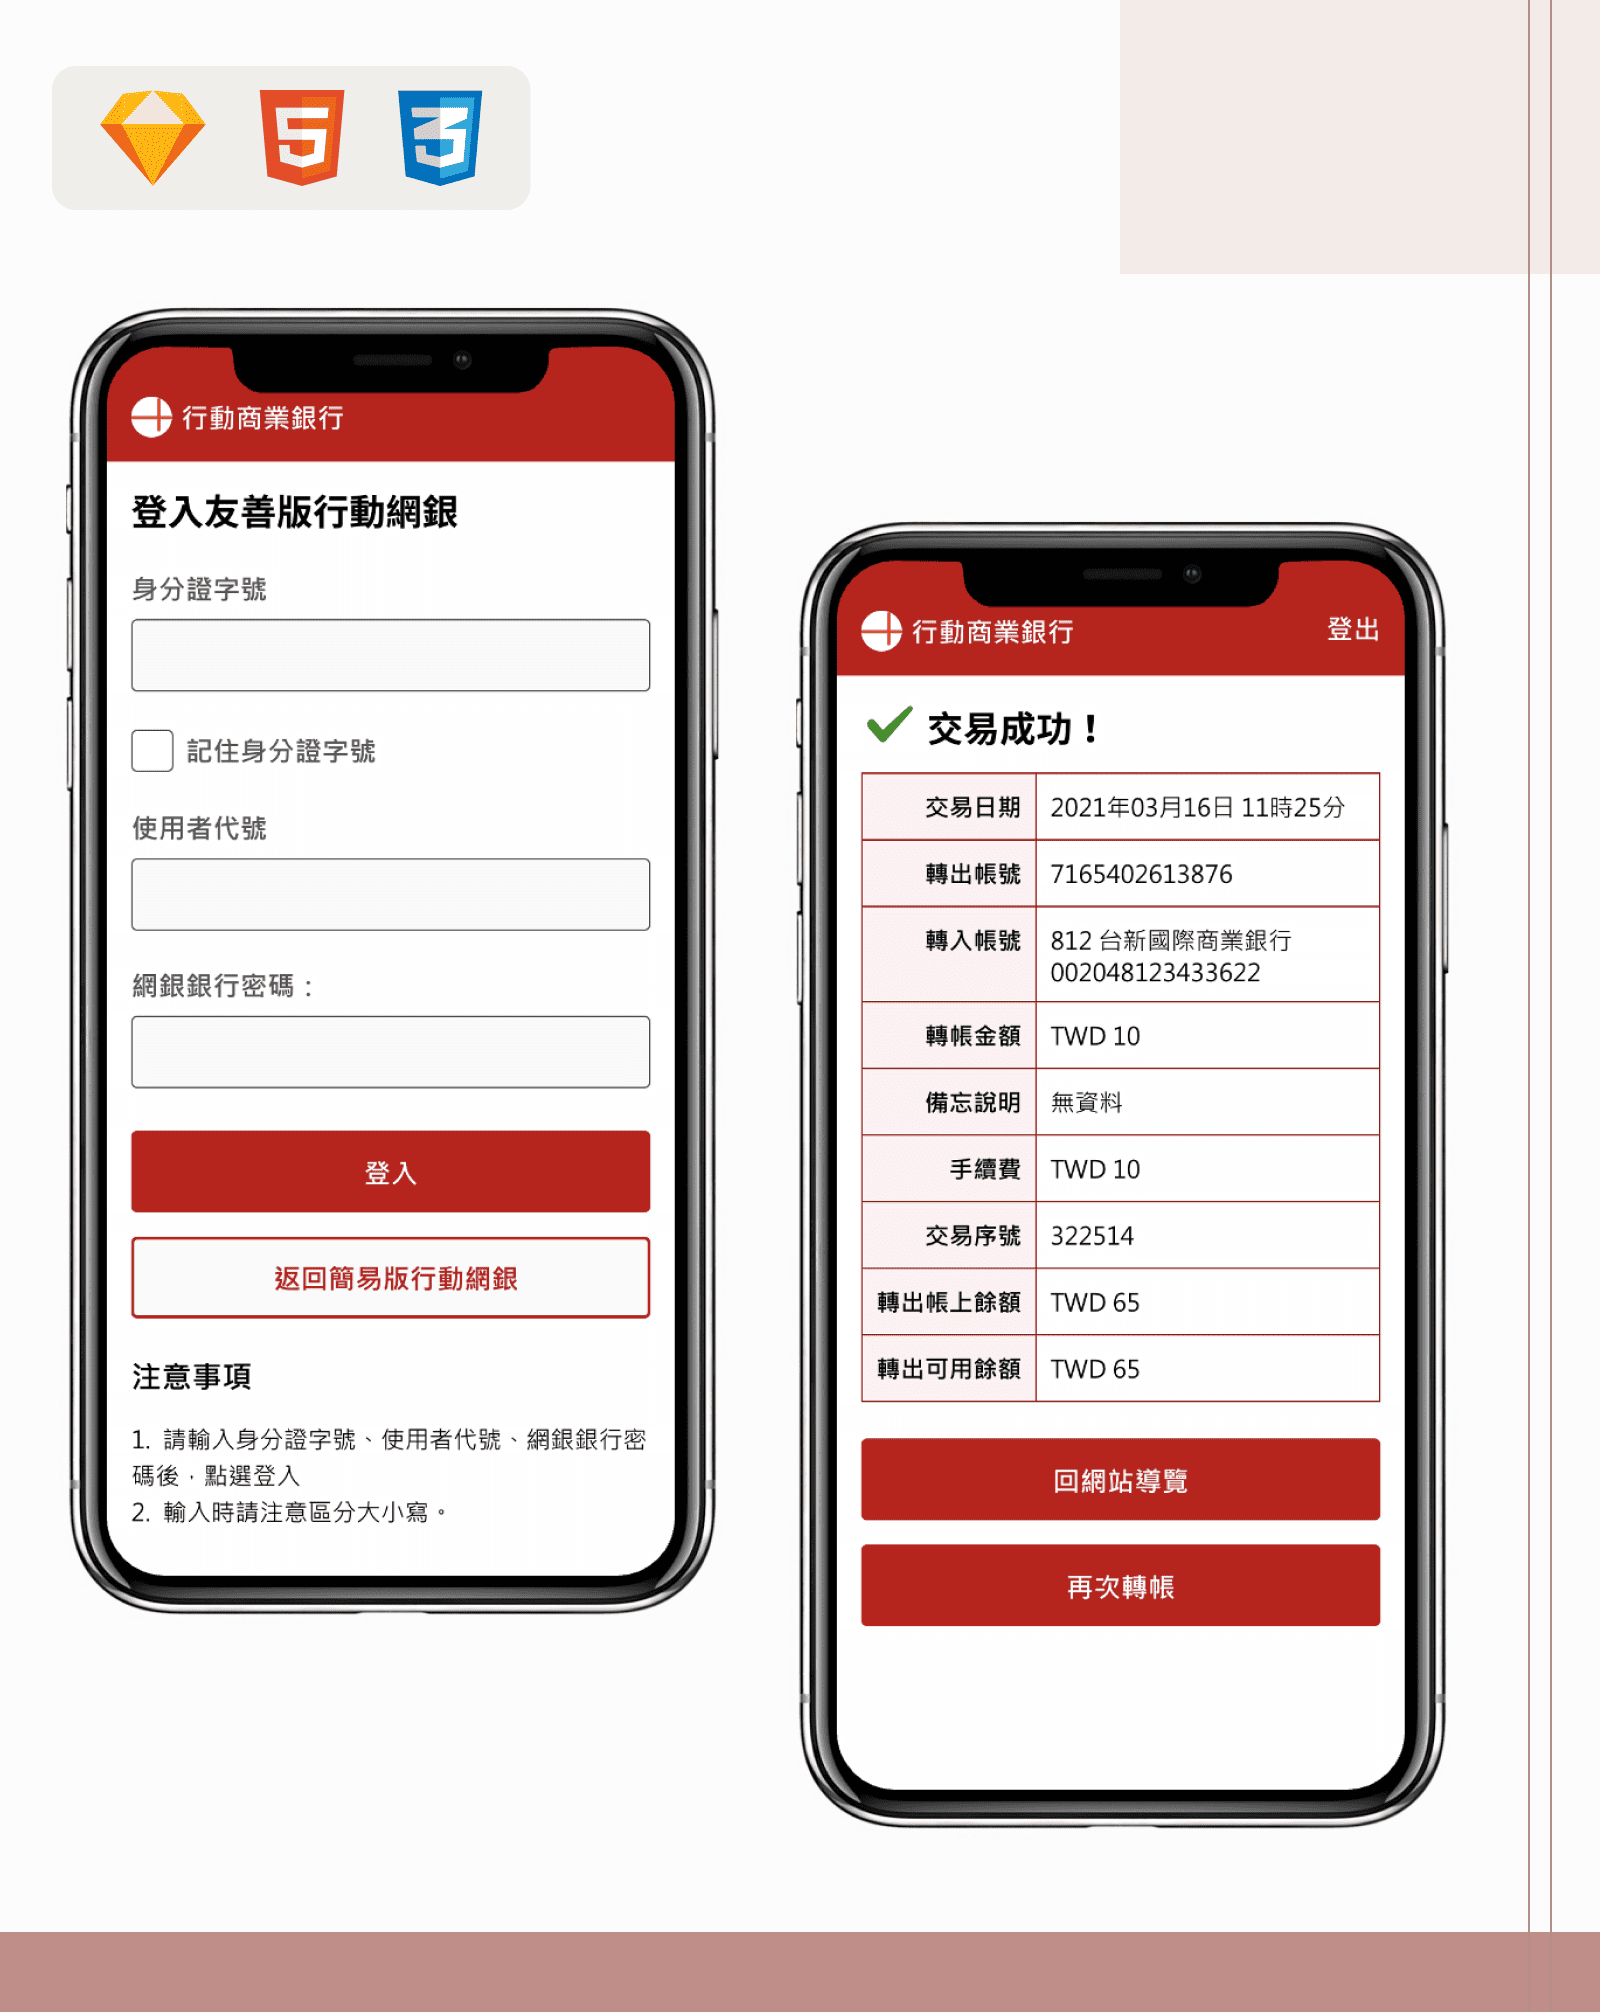 行動商業銀行
登入友善版行動網銀
身分證字號
記住身分證字號
使用者代號
網銀銀行密碼：
登入
返回簡易版行動網銀
注意事項
1. 請輸入身分證字號、使用者代號、網銀銀行密
碼後，點選登入
2. 輸入時請注意區分大小寫。
行動商業銀行 登出
交易成功！
交易日期 2021年03月16日 11時25分
轉出帳號 7165402613876
轉入帳號 812 台新國際商業銀行
002048123433622
轉帳金額 TWD 10
備忘說明 無資料
手續費 TWD 10
交易序號 322514
轉出帳上餘額 TWD 65
轉出可用餘額 TWD 65
回網站導覽
再次轉帳